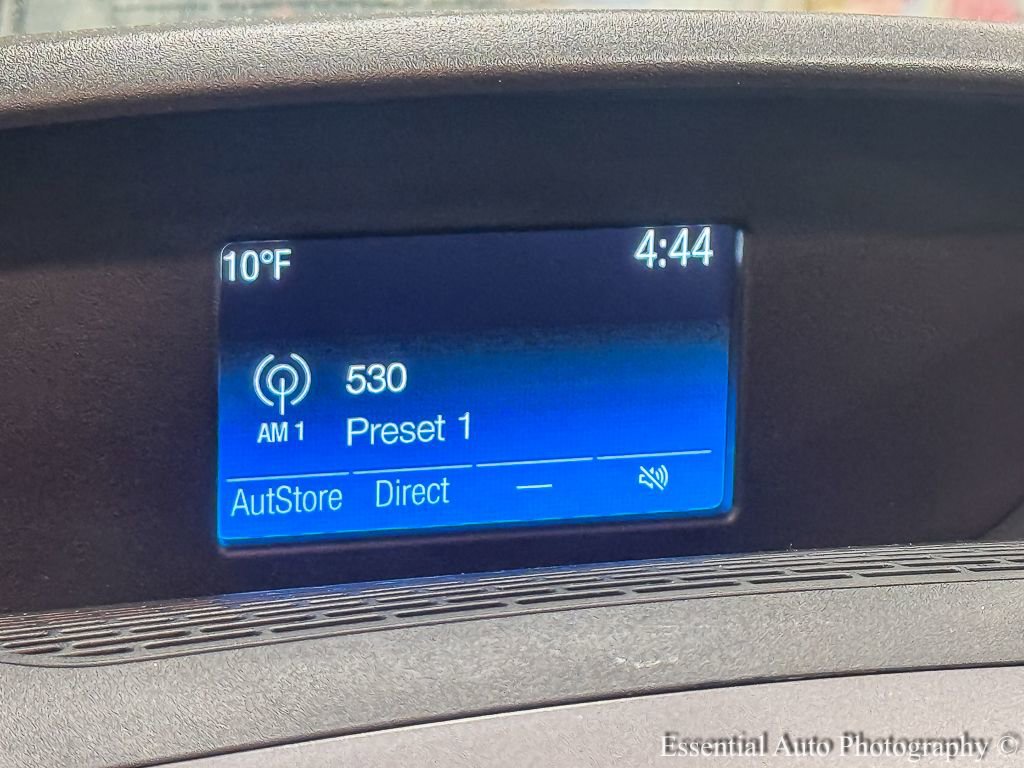 10°F
4:44
530
AM 1
Preset 1
AutStore
Direct
—
Essential Auto Photography ©